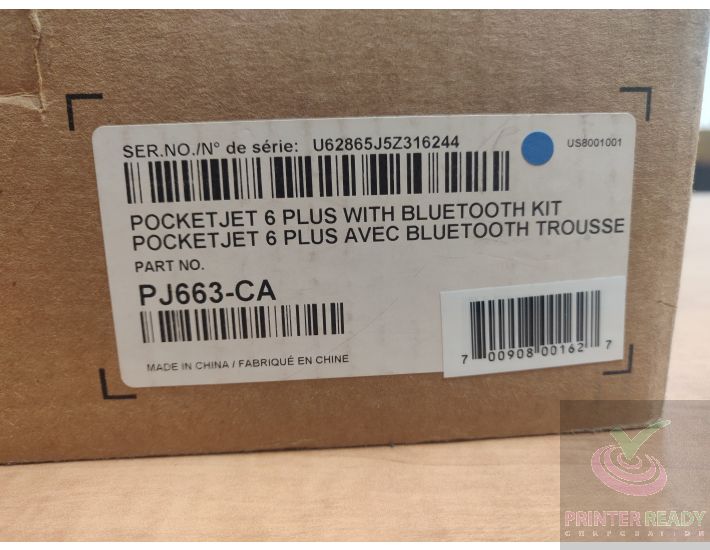 SER.NO./N° de série: U62865J5Z316244
US8001001
POCKETJET 6 PLUS WITH BLUETOOTH KIT
POCKETJET 6 PLUS AVEC BLUETOOTH TROUSSE
PART NO.
PJ663-CA
MADE IN CHINA / FABRIQUÉ EN CHINE
7 00908 00162 7
PRINTER READY
CORPORATION